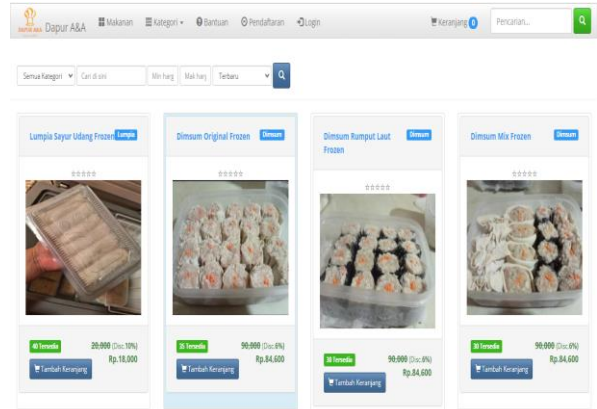 Dapur A&A Makanan Kategori Bantuan Pendaftaran Login Keranjang 0 Pencarian...
Semua Kategori Cari di sini Min harg Mak harg Terbaru
Lumpia Sayur Udang Frozen Lumpia
Dimsum Original Frozen Dimsum
Dimsum Rumput Laut Dimsum
Frozen
Dimsum Mix Frozen Dimsum
40 Tersedia 20,000 (Disc.10%)
Rp.18,000
Tambah Keranjang
35 Tersedia 90,000 (Disc.6%)
Rp.84,600
Tambah Keranjang
30 Tersedia 90,000 (Disc.6%)
Rp.84,600
Tambah Keranjang
30 Tersedia 90,000 (Disc.6%)
Rp.84,600
Tambah Keranjang